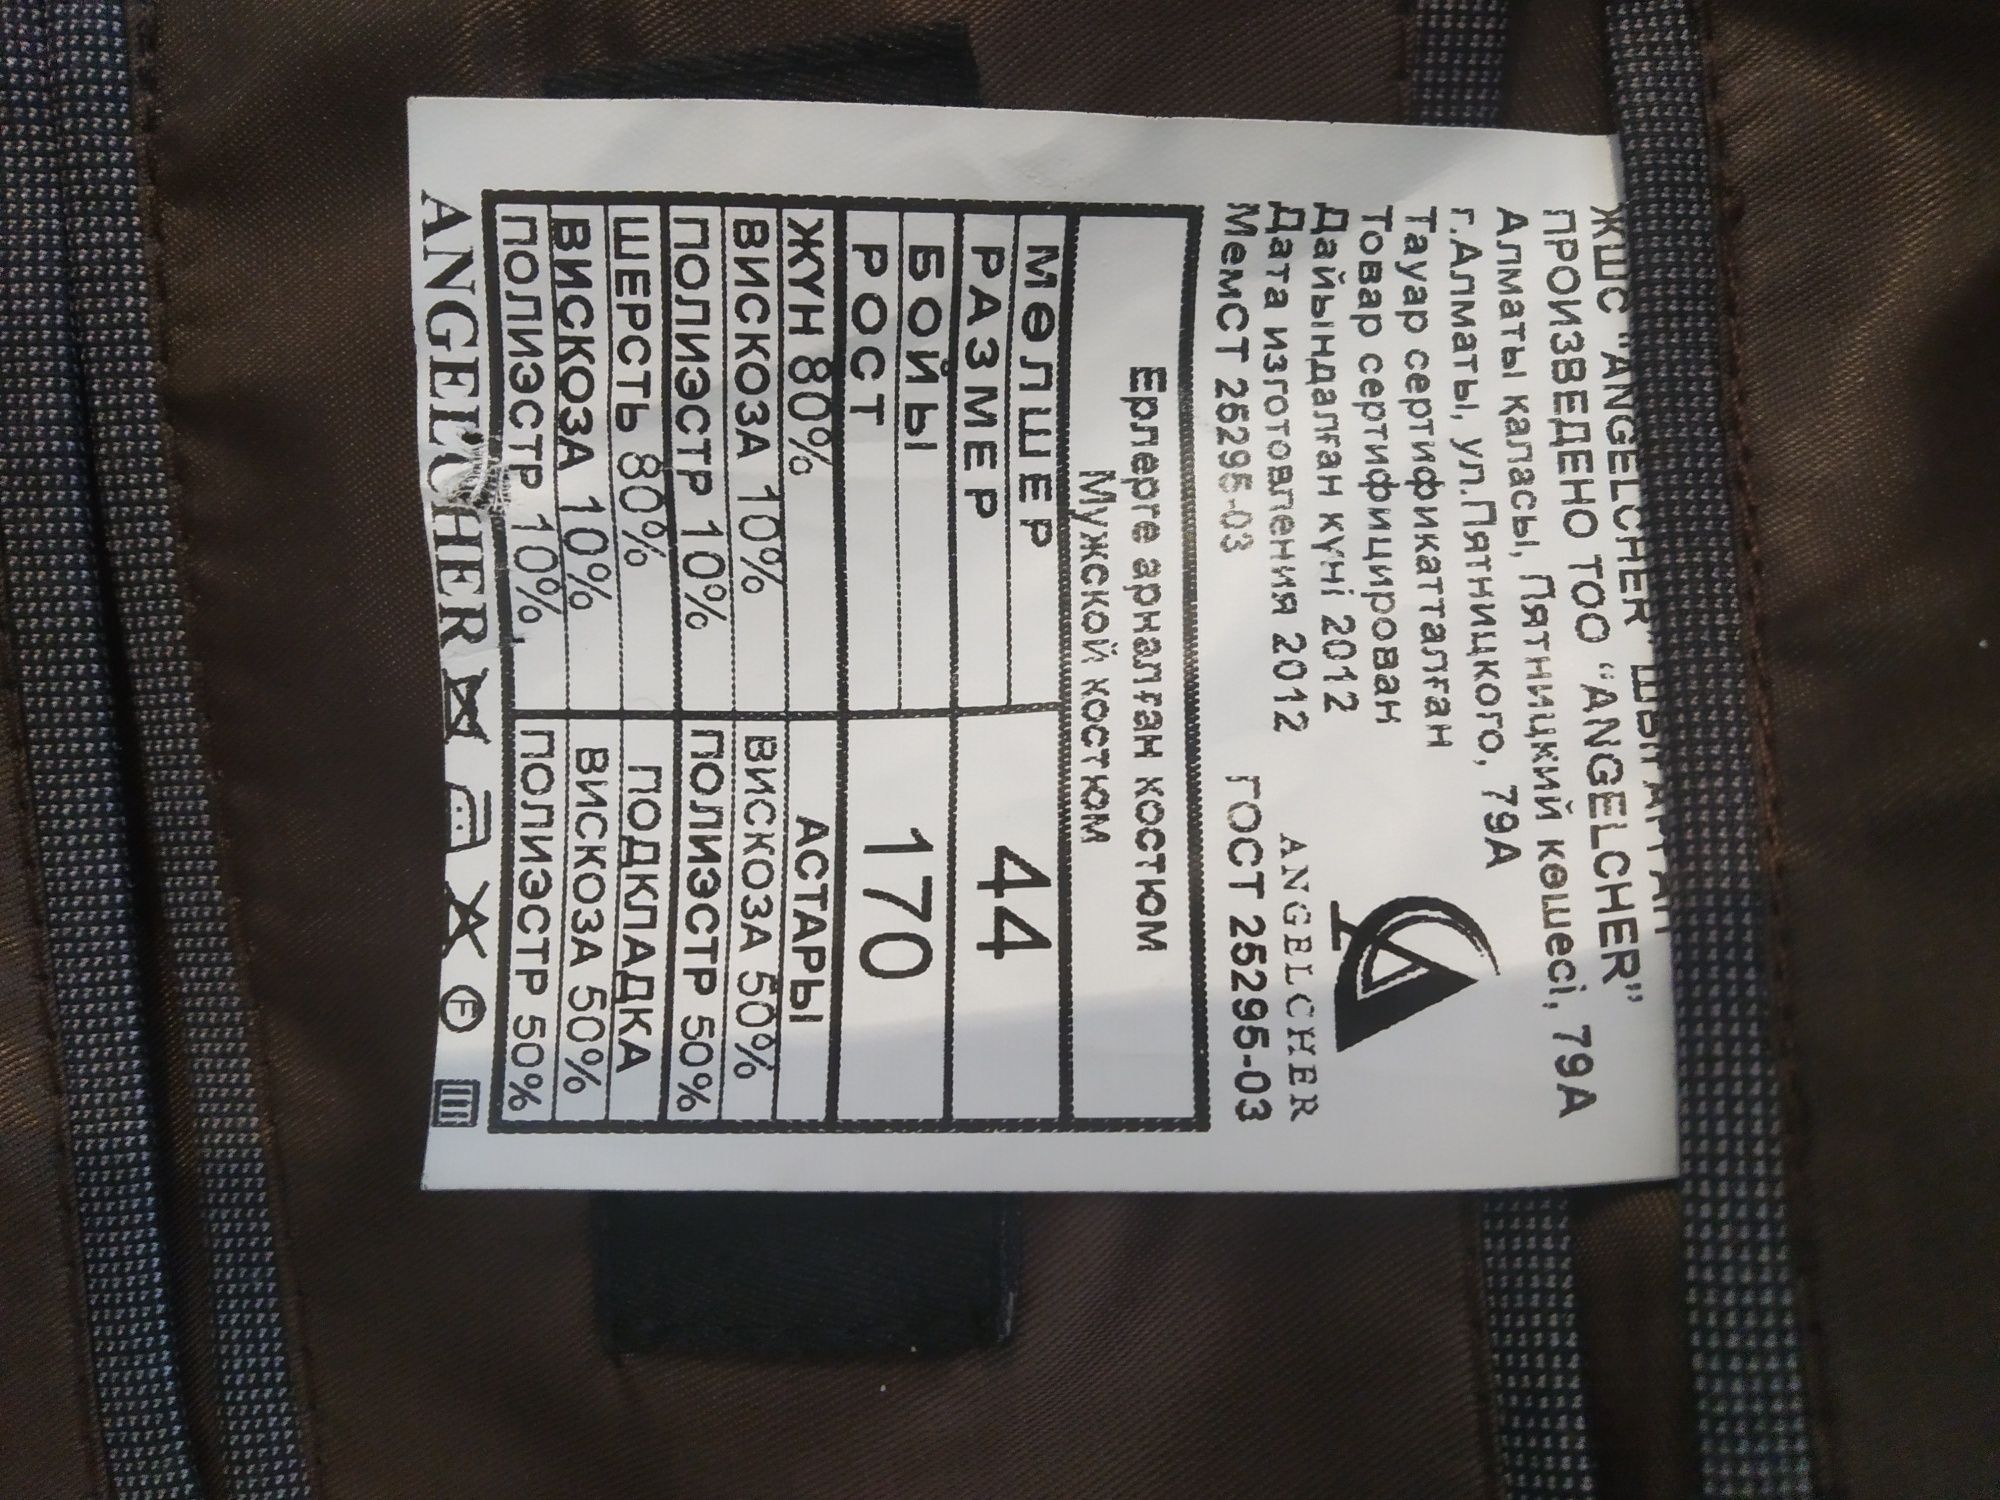 ЖШС "ANGELCHER" ШЫҒАРҒАН
ПРОИЗВЕДЕНО ТОО "ANGELCHER"
Алматы каласы, Пятницкий көшесі, 79А
г.Алматы, ул.Пятницкого, 79А
Тауар сертификатталған
Товар сертифицирован
Дайындалған күні 2012
Дата изготовления 2012
ANGELCHER
МемСТ 25295-03 ГОСТ 25295-03
Ерлерге арналған костюм
Мужской костюм
МӨЛШЕР
РАЗМЕР
44
БОЙЫ
РОСТ
170
ЖҮН 80% АСТАРЫ
ВИСКОЗА 10% ВИСКОЗА 50%
ПОЛИЭСТР 10% ПОЛИЭСТР 50%
ШЕРСТЬ 80% ПОДКЛАДКА
ВИСКОЗА 10% ВИСКОЗА 50%
ПОЛИЭСТР 10% ПОЛИЭСТР 50%
ANGELCHER F